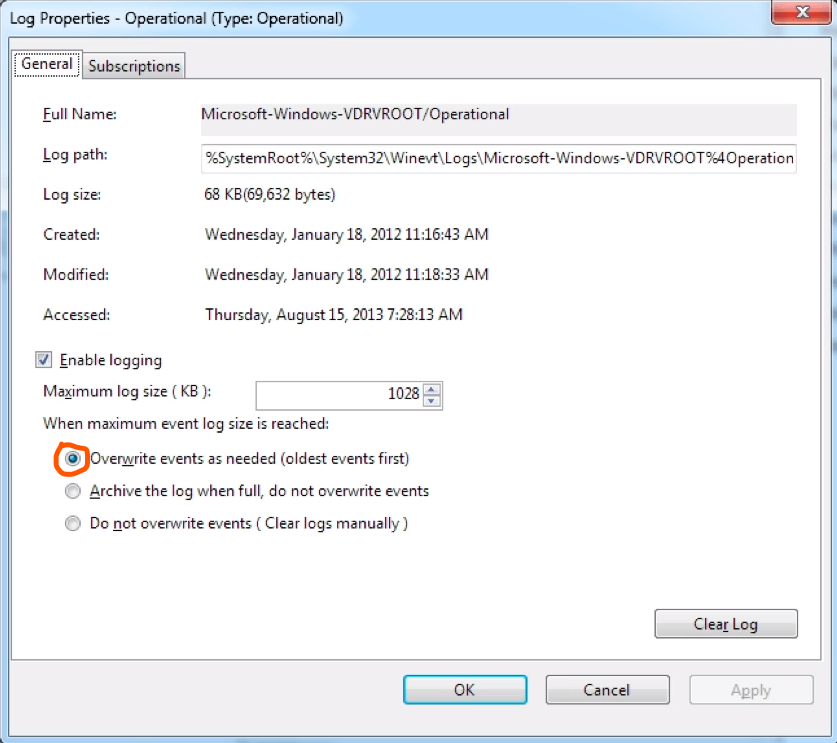 Log Properties - Operational (Type: Operational)
General
Subscriptions
Full Name: Microsoft-Windows-VDRVROOT/Operational
Log path: %SystemRoot%\System32\Winevt\Logs\Microsoft-Windows-VDRVROOT%4Operation
Log size: 68 KB(69,632 bytes)
Created: Wednesday, January 18, 2012 11:16:43 AM
Modified: Wednesday, January 18, 2012 11:18:33 AM
Accessed: Thursday, August 15, 2013 7:28:13 AM
Enable logging
Maximum log size ( KB ): 1028
When maximum event log size is reached:
Overwrite events as needed (oldest events first)
Archive the log when full, do not overwrite events
Do not overwrite events ( Clear logs manually )
Clear Log
OK
Cancel
Apply